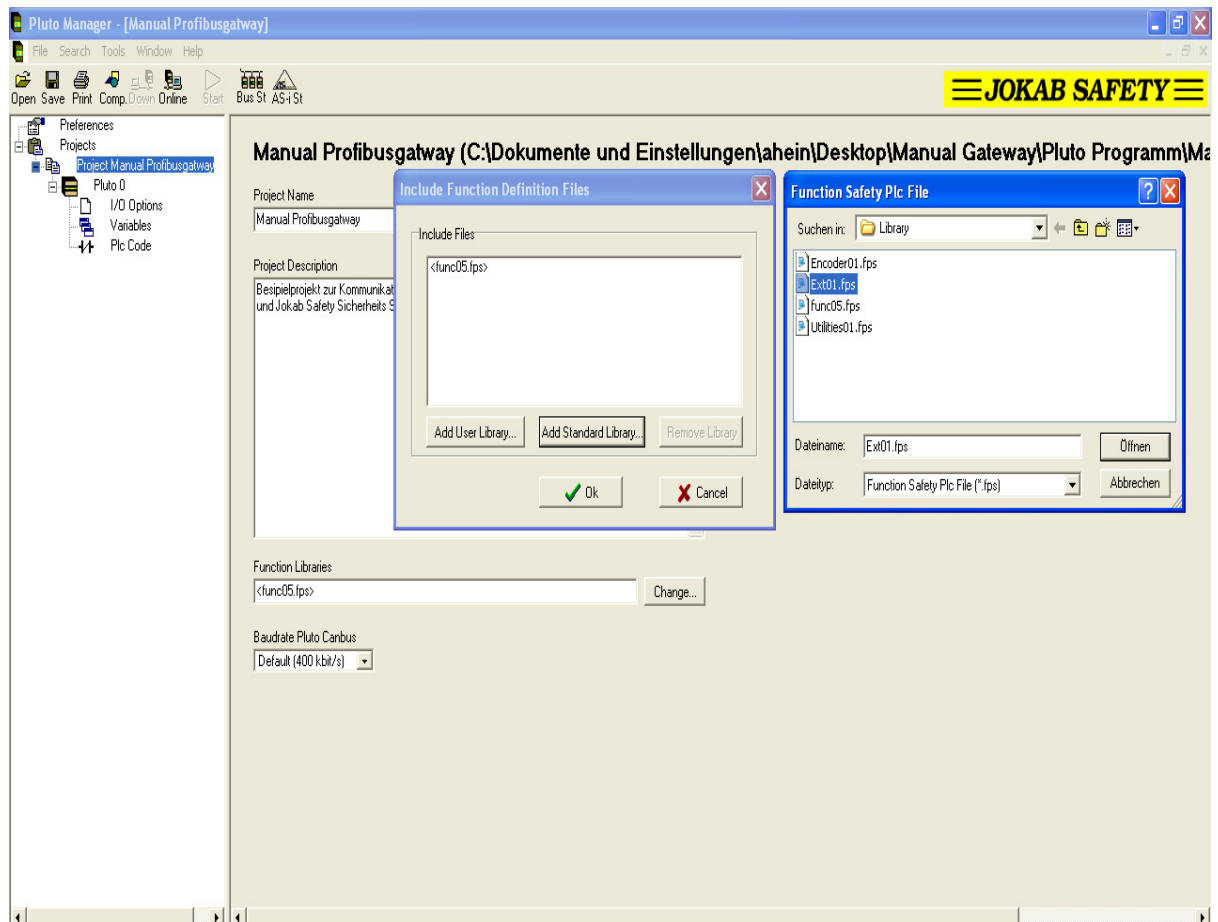 Pluto Manager - [Manual Profibusgatway]
File Search Tools Window Help
Open Save Print Comp. Down Online Start Bus St AS-i St
JOKAB SAFETY
Preferences
Projects
Project Manual Profibusgatway
Pluto 0
I/O Options
Variables
Plc Code
Manual Profibusgatway (C:\Dokumente und Einstellungen\ahein\Desktop\Manual Gateway\Pluto Programm\Ma
Project Name
Manual Profibusgatway
Project Description
Besipielprojekt zur Kommunikat
und Jokab Safety Sicherheits S
Include Function Definition Files
Include Files
<func05.fps>
Add User Library...
Add Standard Library...
Remove Library
Ok
Cancel
Function Safety Plc File
Suchen in:
Library
Encoder01.fps
Ext01.fps
func05.fps
Utilities01.fps
Dateiname:
Ext01.fps
Öffnen
Dateityp:
Function Safety Plc File (*.fps)
Abbrechen
Function Libraries
<func05.fps>
Change...
Baudrate Pluto Canbus
Default (400 kbit/s)